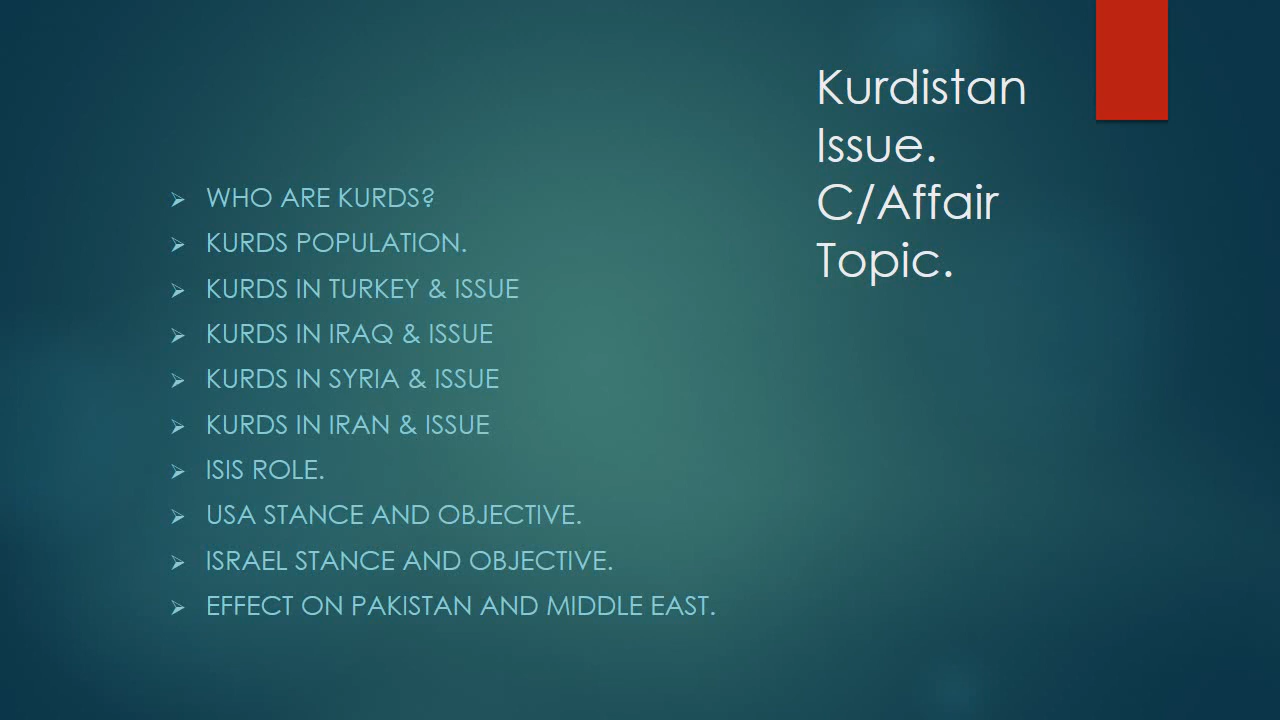 Kurdistan
Issue.
C/Affair
Topic.
WHO ARE KURDS?
KURDS POPULATION.
KURDS IN TURKEY & ISSUE
KURDS IN IRAQ & ISSUE
KURDS IN SYRIA & ISSUE
KURDS IN IRAN & ISSUE
ISIS ROLE.
USA STANCE AND OBJECTIVE.
ISRAEL STANCE AND OBJECTIVE.
EFFECT ON PAKISTAN AND MIDDLE EAST.